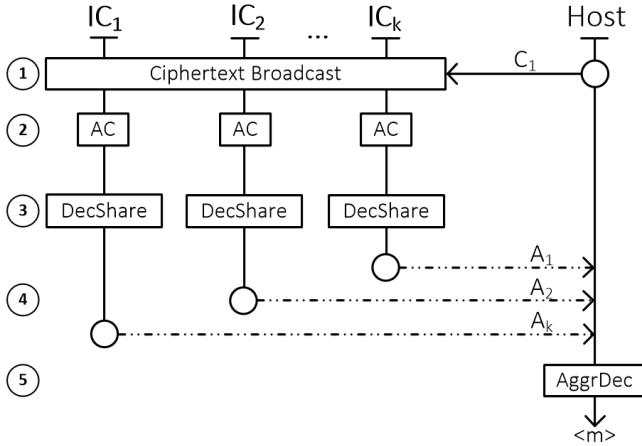 IC1 IC2 ... ICk Host
1 Ciphertext Broadcast C1
2 AC AC AC
3 DecShare DecShare DecShare
A1
4 A2
Ak
5 AggrDec
<m>